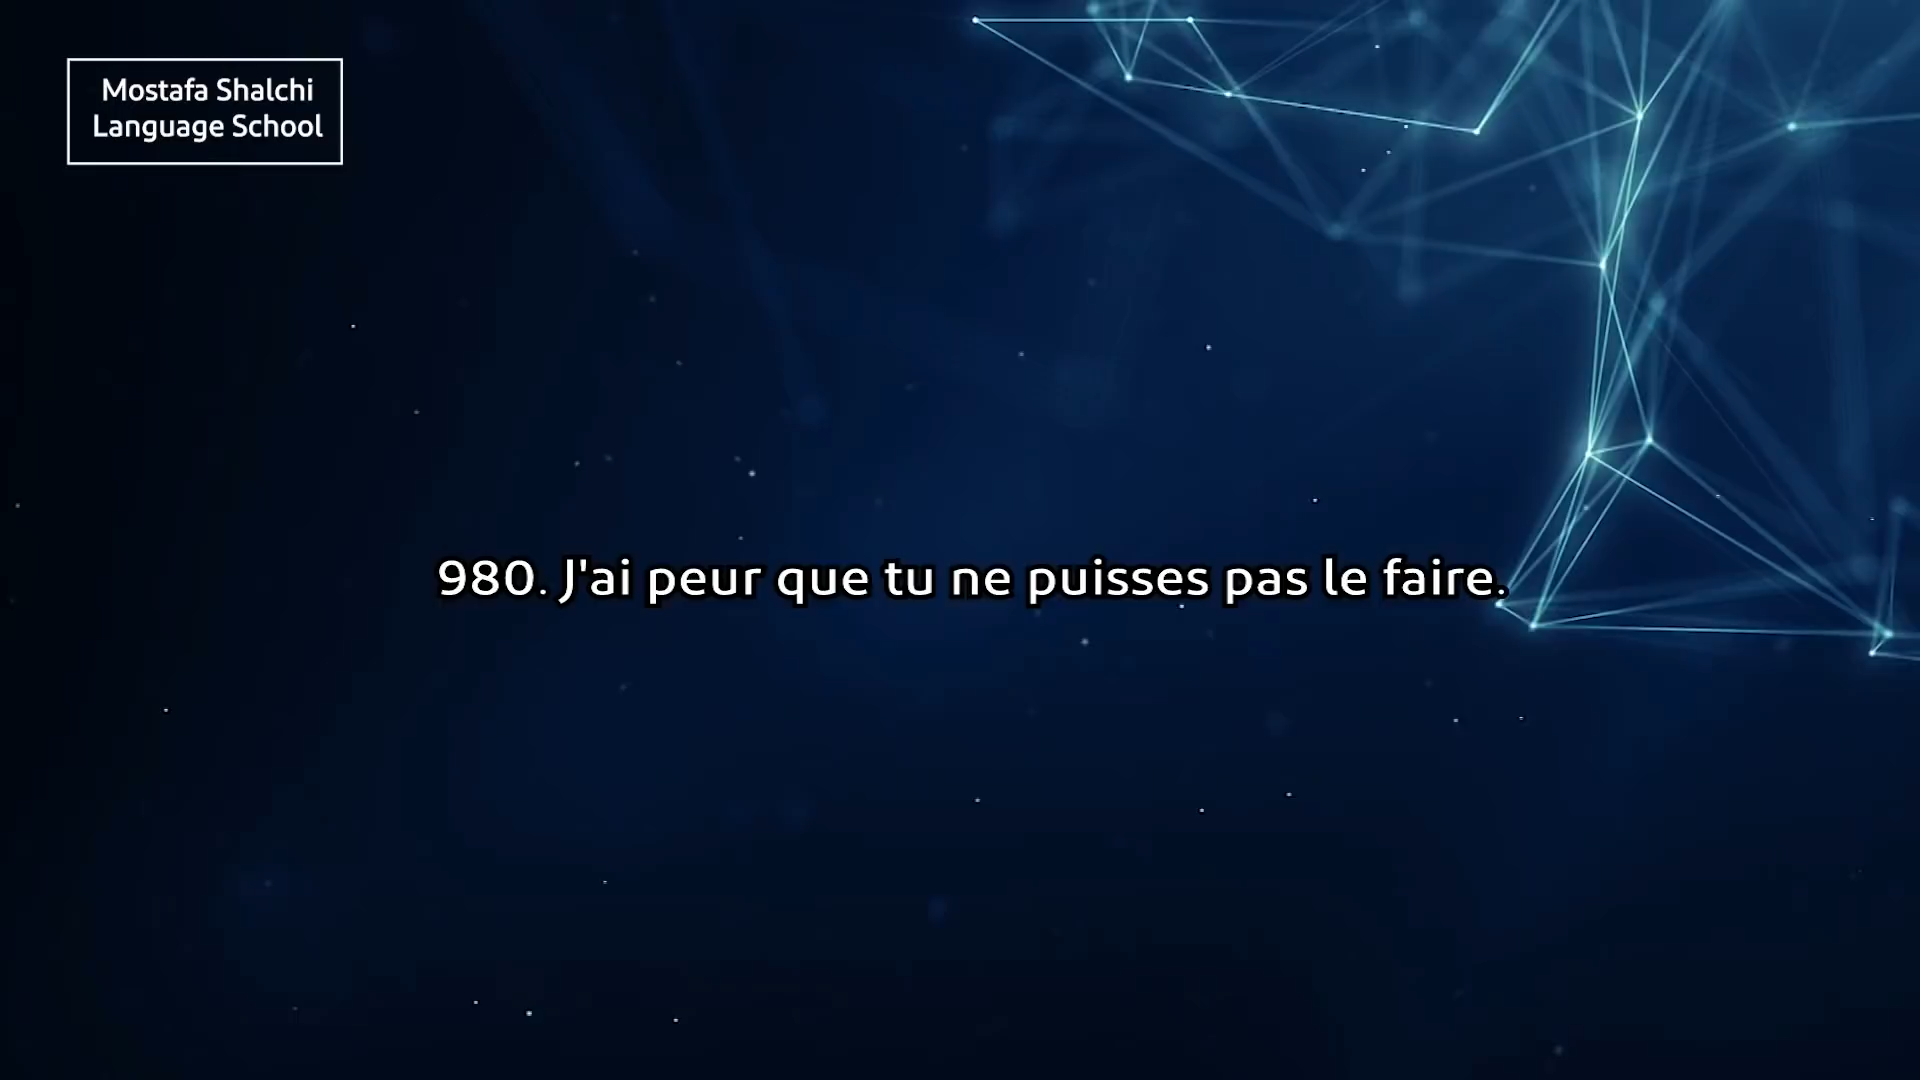 Mostafa Shalchi
Language School
980. J'ai peur que tu ne puisses pas le faire.